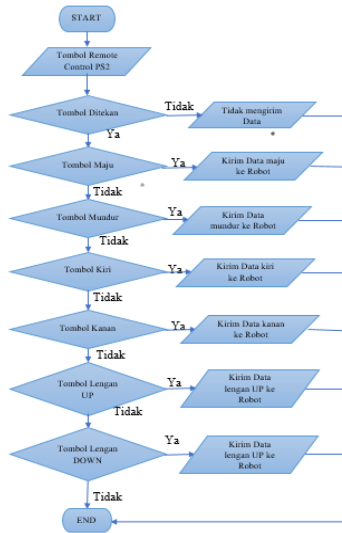 START
Tombol Remote
Control PS2
Tombol Ditekan
Tidak
Tidak mengirim
Data
Ya
Tombol Maju
Ya
Kirim Data maju
ke Robot
Tidak
Tombol Mundur
Ya
Kirim Data
mundur ke Robot
Tidak
Tombol Kiri
Ya
Kirim Data kiri
ke Robot
Tidak
Tombol Kanan
Ya
Kirim Data kanan
ke Robot
Tidak
Tombol Lengan
UP
Ya
Kirim Data
lengan UP ke
Robot
Tidak
Tombol Lengan
DOWN
Ya
Kirim Data
lengan UP ke
Robot
Tidak
END